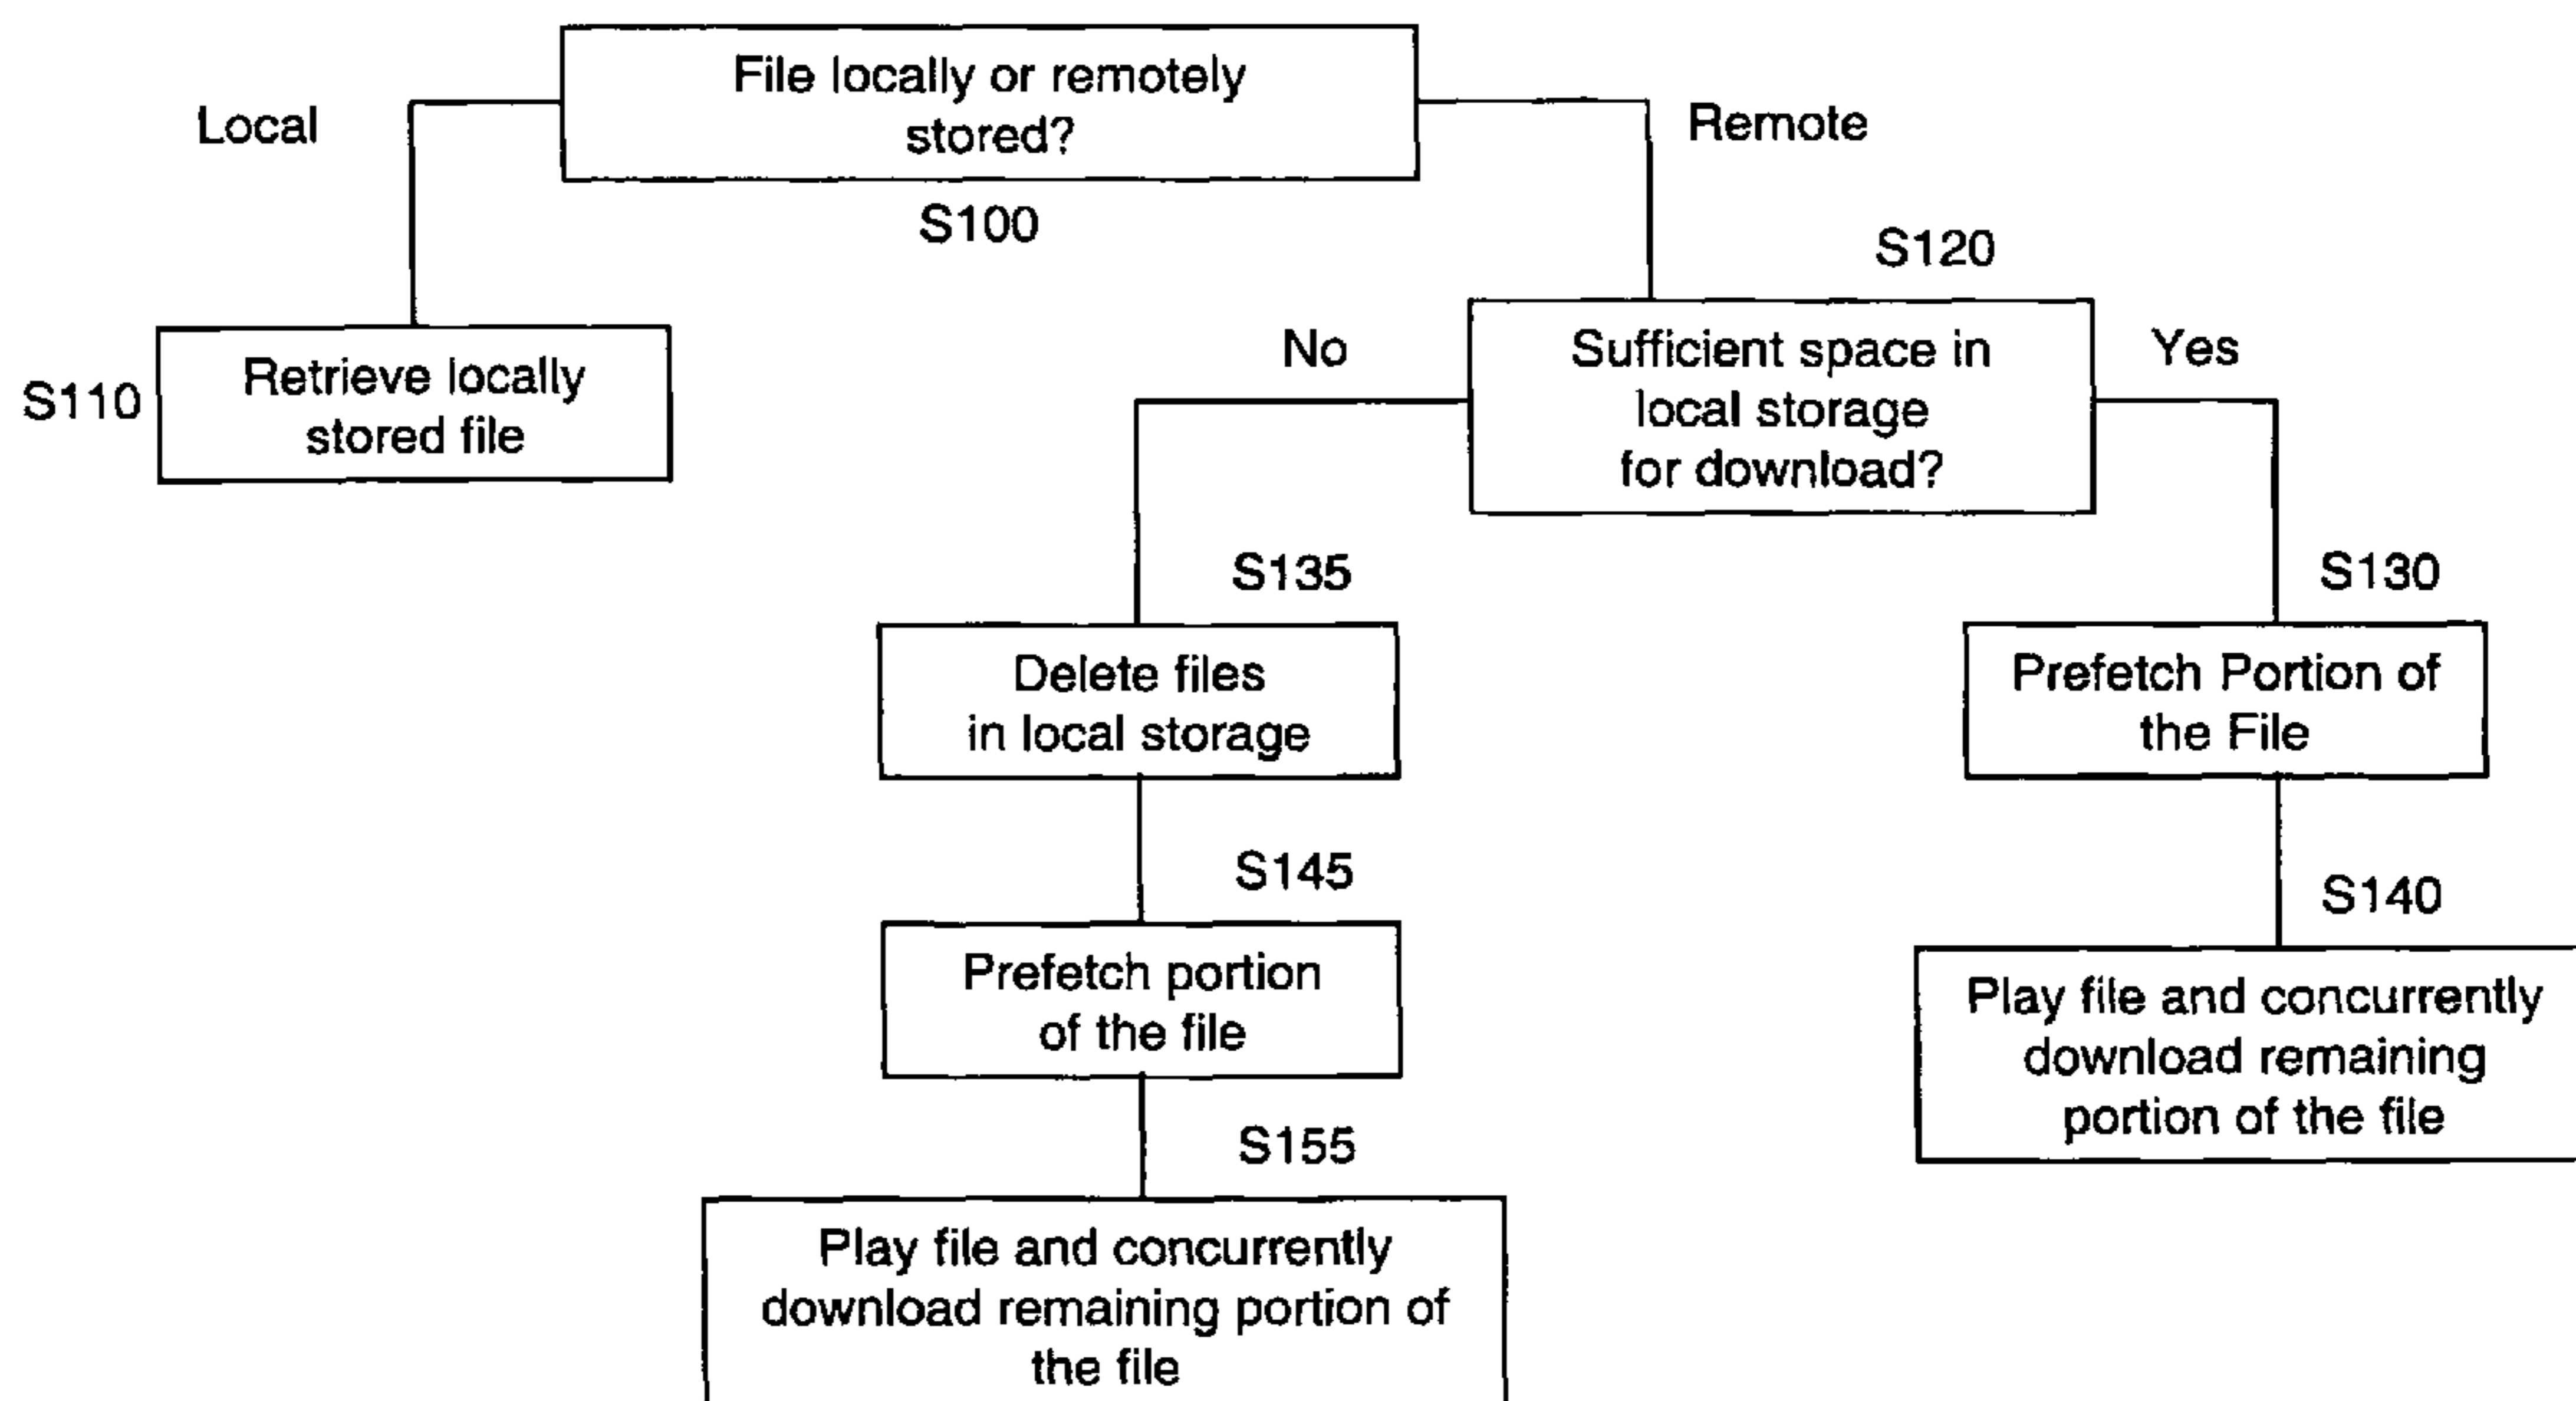 File locally or remotely
stored?
Local
Remote
S100
S120
S110
Retrieve locally
stored file
No
Sufficient space in
local storage
for download?
Yes
S135
S130
Delete files
in local storage
Prefetch Portion of
the File
S145
S140
Prefetch portion
of the file
Play file and concurrently
download remaining
portion of the file
S155
Play file and concurrently
download remaining portion of
the file